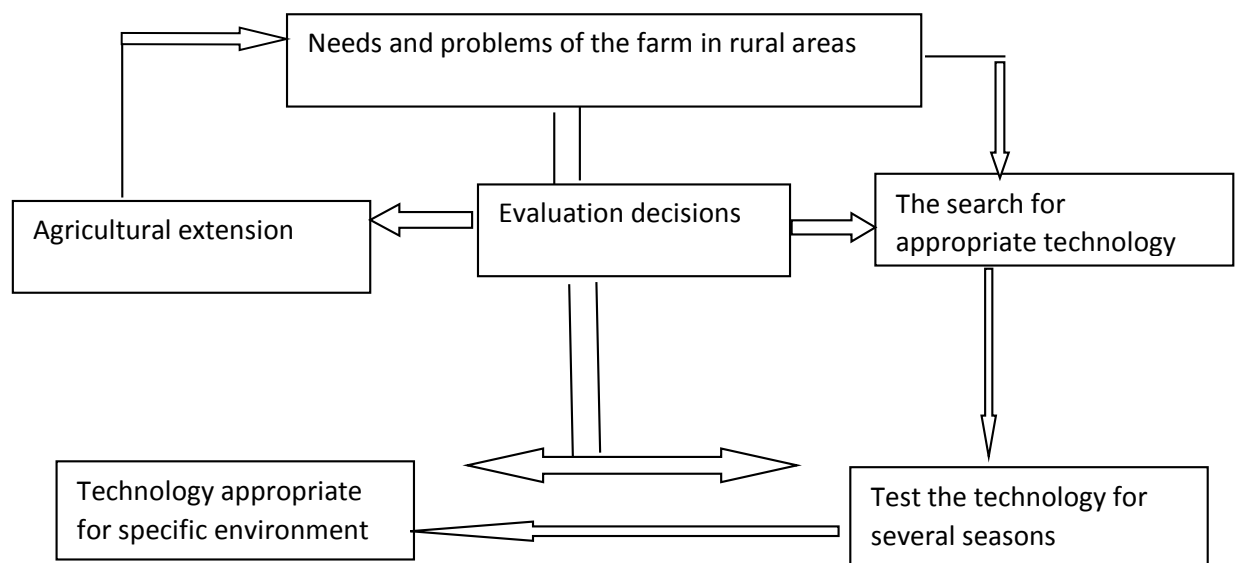 Needs and problems of the farm in rural areas
Agricultural extension
Evaluation decisions
The search for
appropriate technology
Technology appropriate
for specific environment
Test the technology for
several seasons